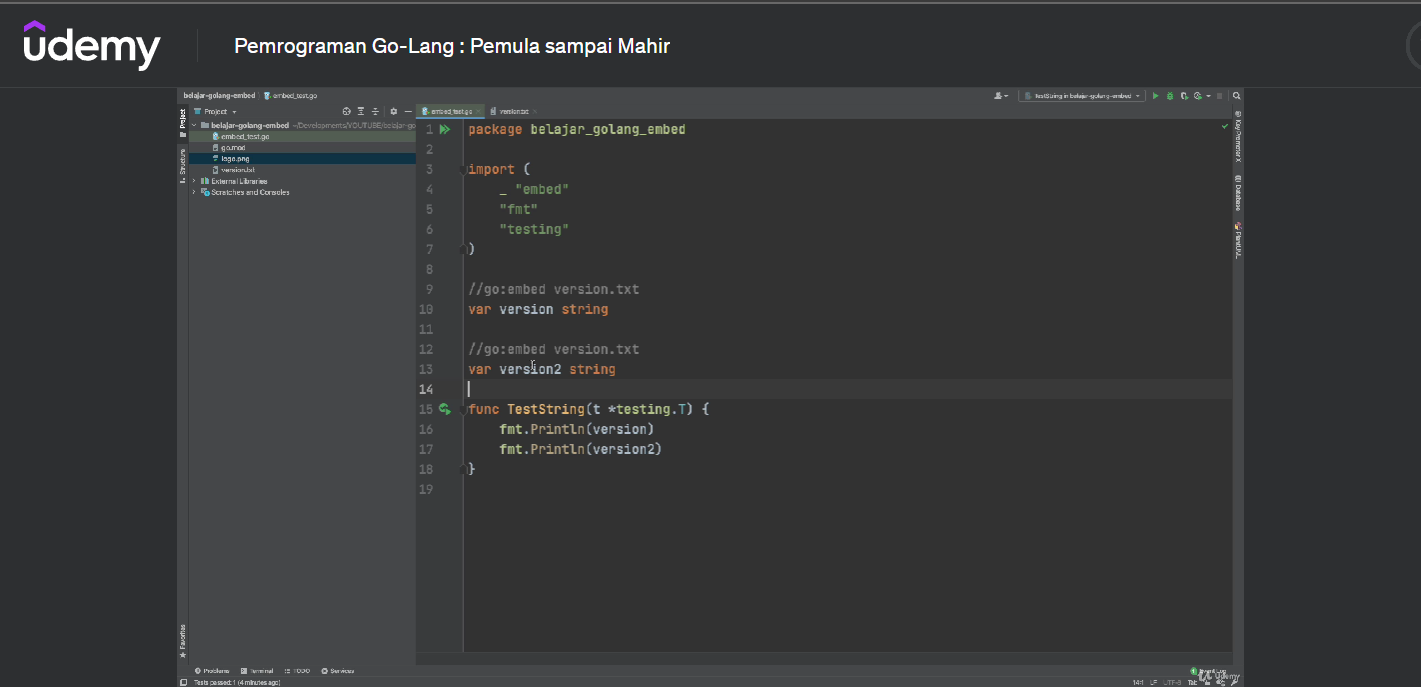 udemy
Pemrograman Go-Lang : Pemula sampai Mahir
belajar-golang-embed embed_test.go
TestString in belajar-golang-embed
Project
embed_test.go
version.txt
Project
belajar-golang-embed ~/Developments/YOUTUBE/belajar-go
embed_test.go
go.mod
logo.png
version.txt
External Libraries
Scratches and Consoles
Structure
Favorites
1 package belajar_golang_embed
2
3 import (
4 _ "embed"
5 "fmt"
6 "testing"
7 )
8
9 //go:embed version.txt
10 var version string
11
12 //go:embed version.txt
13 var version2 string
14
15 func TestString(t *testing.T) {
16 fmt.Println(version)
17 fmt.Println(version2)
18 }
19
Key Promoter X
Database
PlantUML
Problems Terminal TODO Services
Event Log
Tests passed: 1 (4 minutes ago)
14:1 LF UTF-8 Tab
Udemy